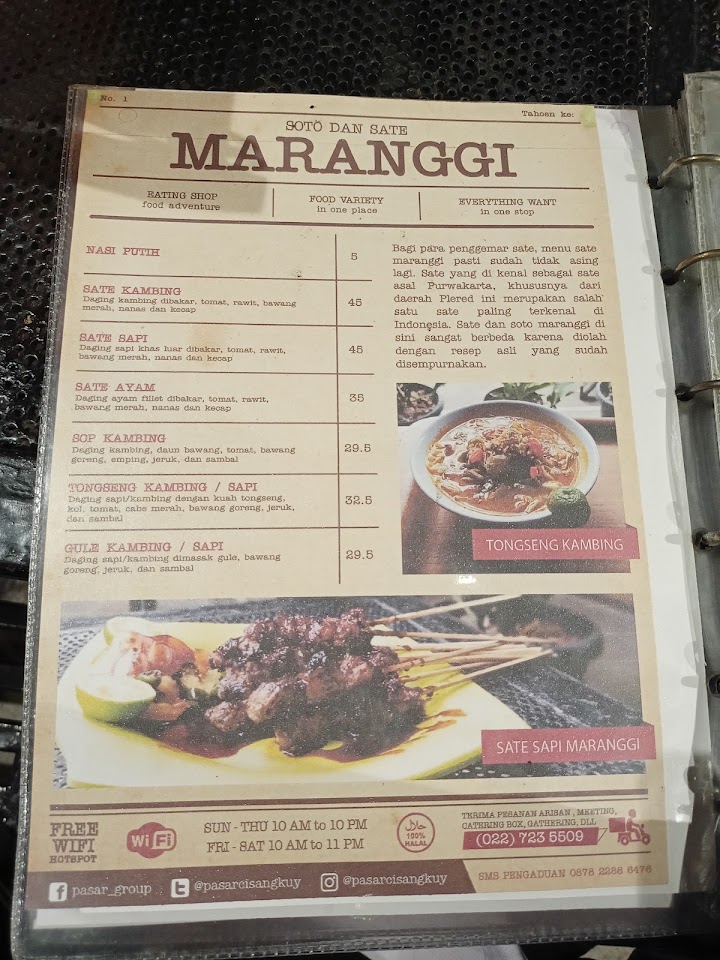 No. 1
Tahoen ke:
SOTO DAN SATE
MARANGGI
RATING SHOP
food adventure
FOOD VARIETY
in one place
EVERYTHING WANT
in one stop
NASI PUTIH
5
SATE KAMBING
Daging kambing dibakar, tomat, rawit, bawang
merah, nanas dan kecap
45
SATE SAPI
Daging sapi khas luar dibakar, tomat, rawit,
bawang merah, nanas dan kecap
45
SATE AYAM
Daging ayam fillet dibakar, tomat, rawit,
bawang merah, nanas dan kecap
35
SOP KAMBING
Daging kambing, daun bawang, tomat, bawang
goreng, emping, jeruk, dan sambal
29.5
TONGSENG KAMBING / SAPI
Daging sapi/kambing dengan kuah tongseng,
kol, tomat, cabe merah, bawang goreng, jeruk,
dan sambal
32.5
GULE KAMBING / SAPI
Daging sapi/kambing dimasak gule, bawang
goreng, jeruk, dan sambal
29.5
Bagi para penggemar sate, menu sate
maranggi pasti sudah tidak asing
lagi. Sate yang di kenal sebagai sate
asal Purwakarta, khususnya dari
daerah Plered ini merupakan salah
satu sate paling terkenal di
Indonesia. Sate dan soto maranggi di
sini sangat berbeda karena diolah
dengan resep asli yang sudah
disempurnakan.
TONGSENG KAMBING
SATE SAPI MARANGGI
FREE
WIFI
HOTSPOT
Wi Fi
SUN - THU 10 AM to 10 PM
FRI - SAT 10 AM to 11 PM
حلال
100%
HALAL
TERIMA PESANAN ARISAN , MEETING,
CATERING BOX, GATHERING, DLL
(022) 723 5509
pasar_group
@pasarcisangkuy
@pasarcisangkuy
SMS PENGADUAN 0878 2288 6476